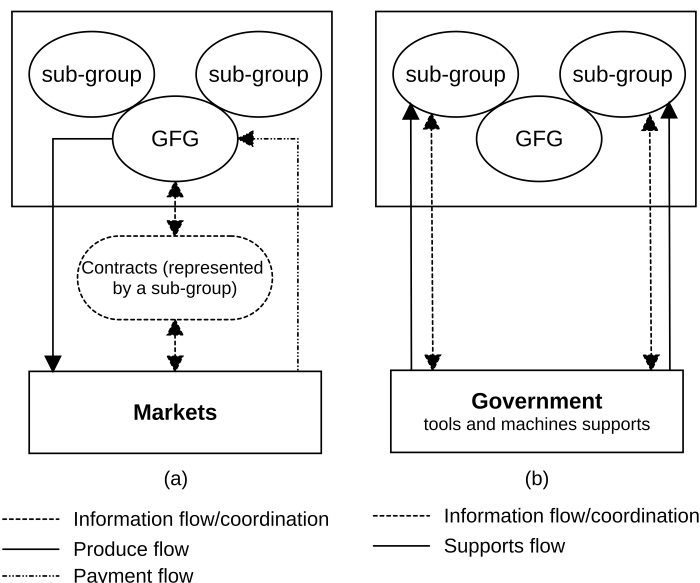 sub-group
sub-group
GFG
Contracts (represented
by a sub-group)
Markets
(a)
Information flow/coordination
Produce flow
Payment flow
sub-group
sub-group
GFG
Government
tools and machines supports
(b)
Information flow/coordination
Supports flow